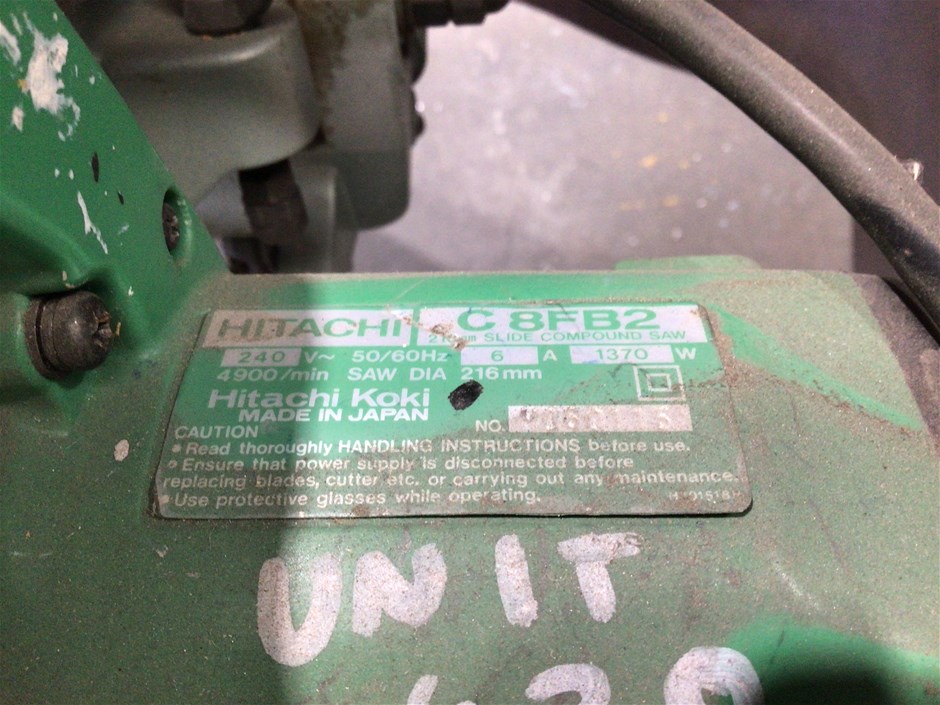 HITACHI C 8FB2
216mm SLIDE COMPOUND SAW
240 V~ 50/60Hz 6 A 1370 W
4900/min SAW DIA 216mm
Hitachi Koki
MADE IN JAPAN
NO.
CAUTION
• Read thoroughly HANDLING INSTRUCTIONS before use.
• Ensure that power supply is disconnected before
replacing blades, cutter etc. or carrying out any maintenance.
• Use protective glasses while operating.
UNIT